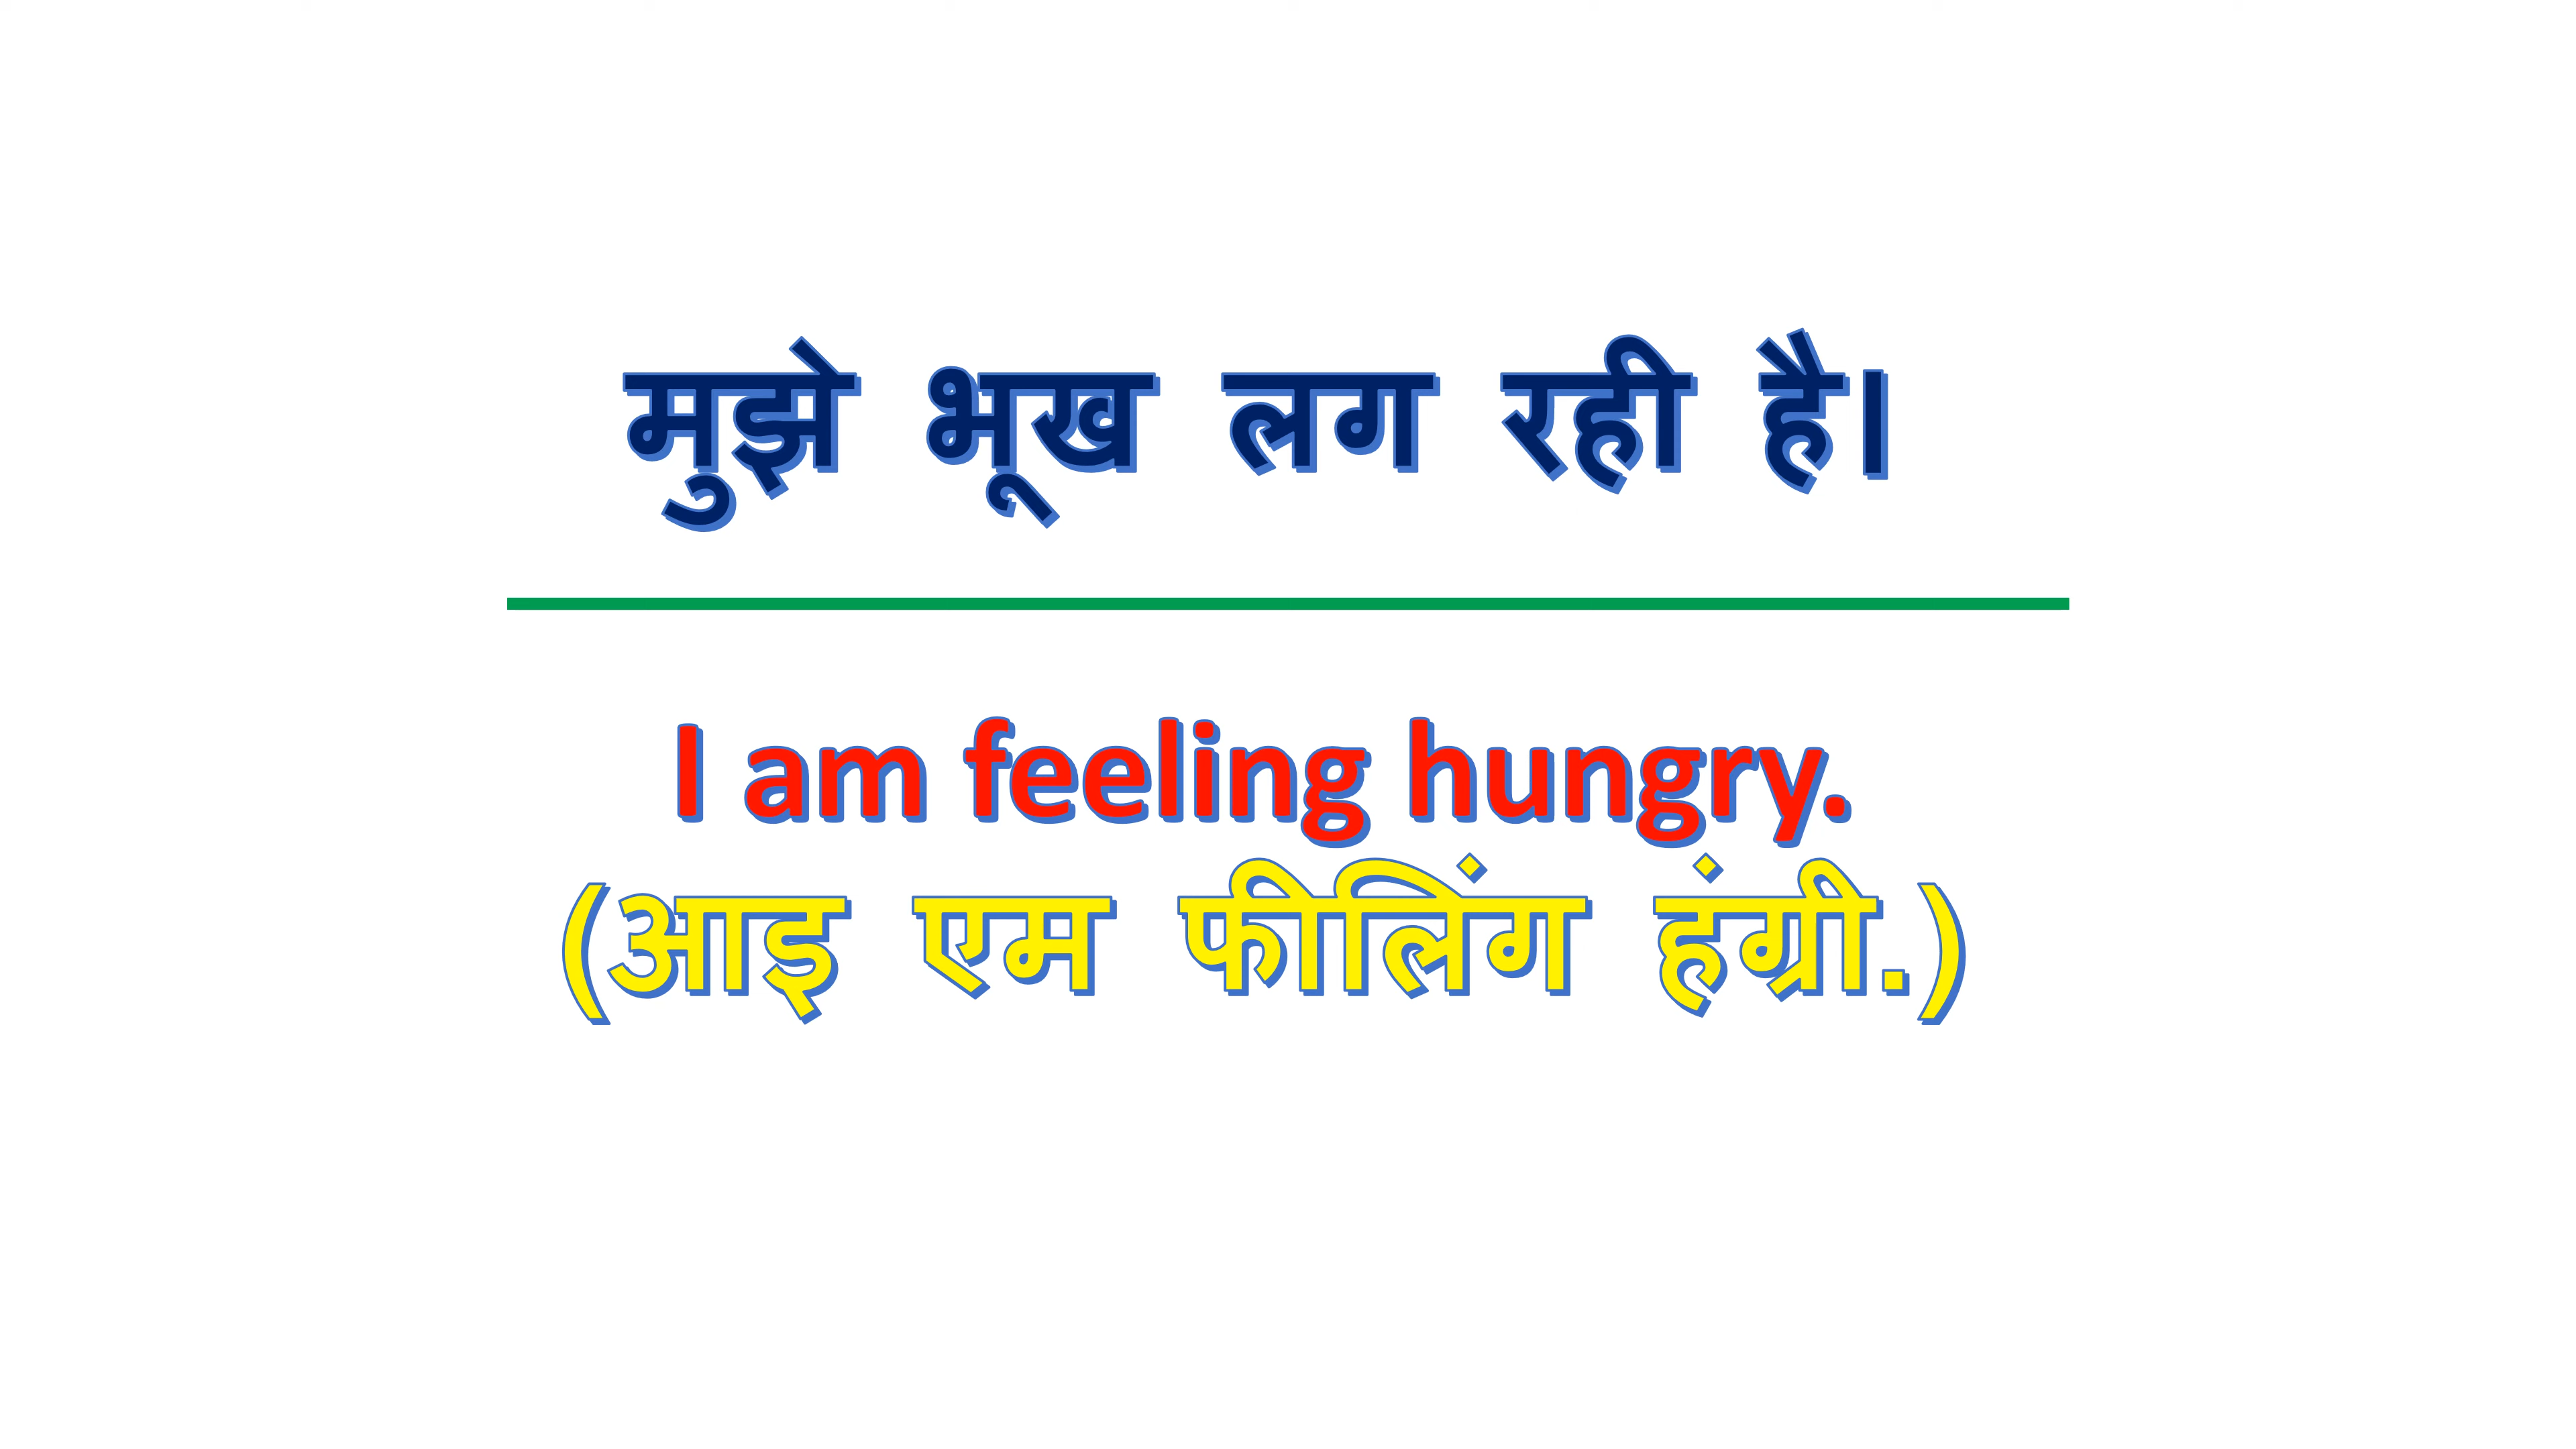 मुझे भूख लग रही है।
I am feeling hungry.
(आइ एम फीलिंग हंग्री.)